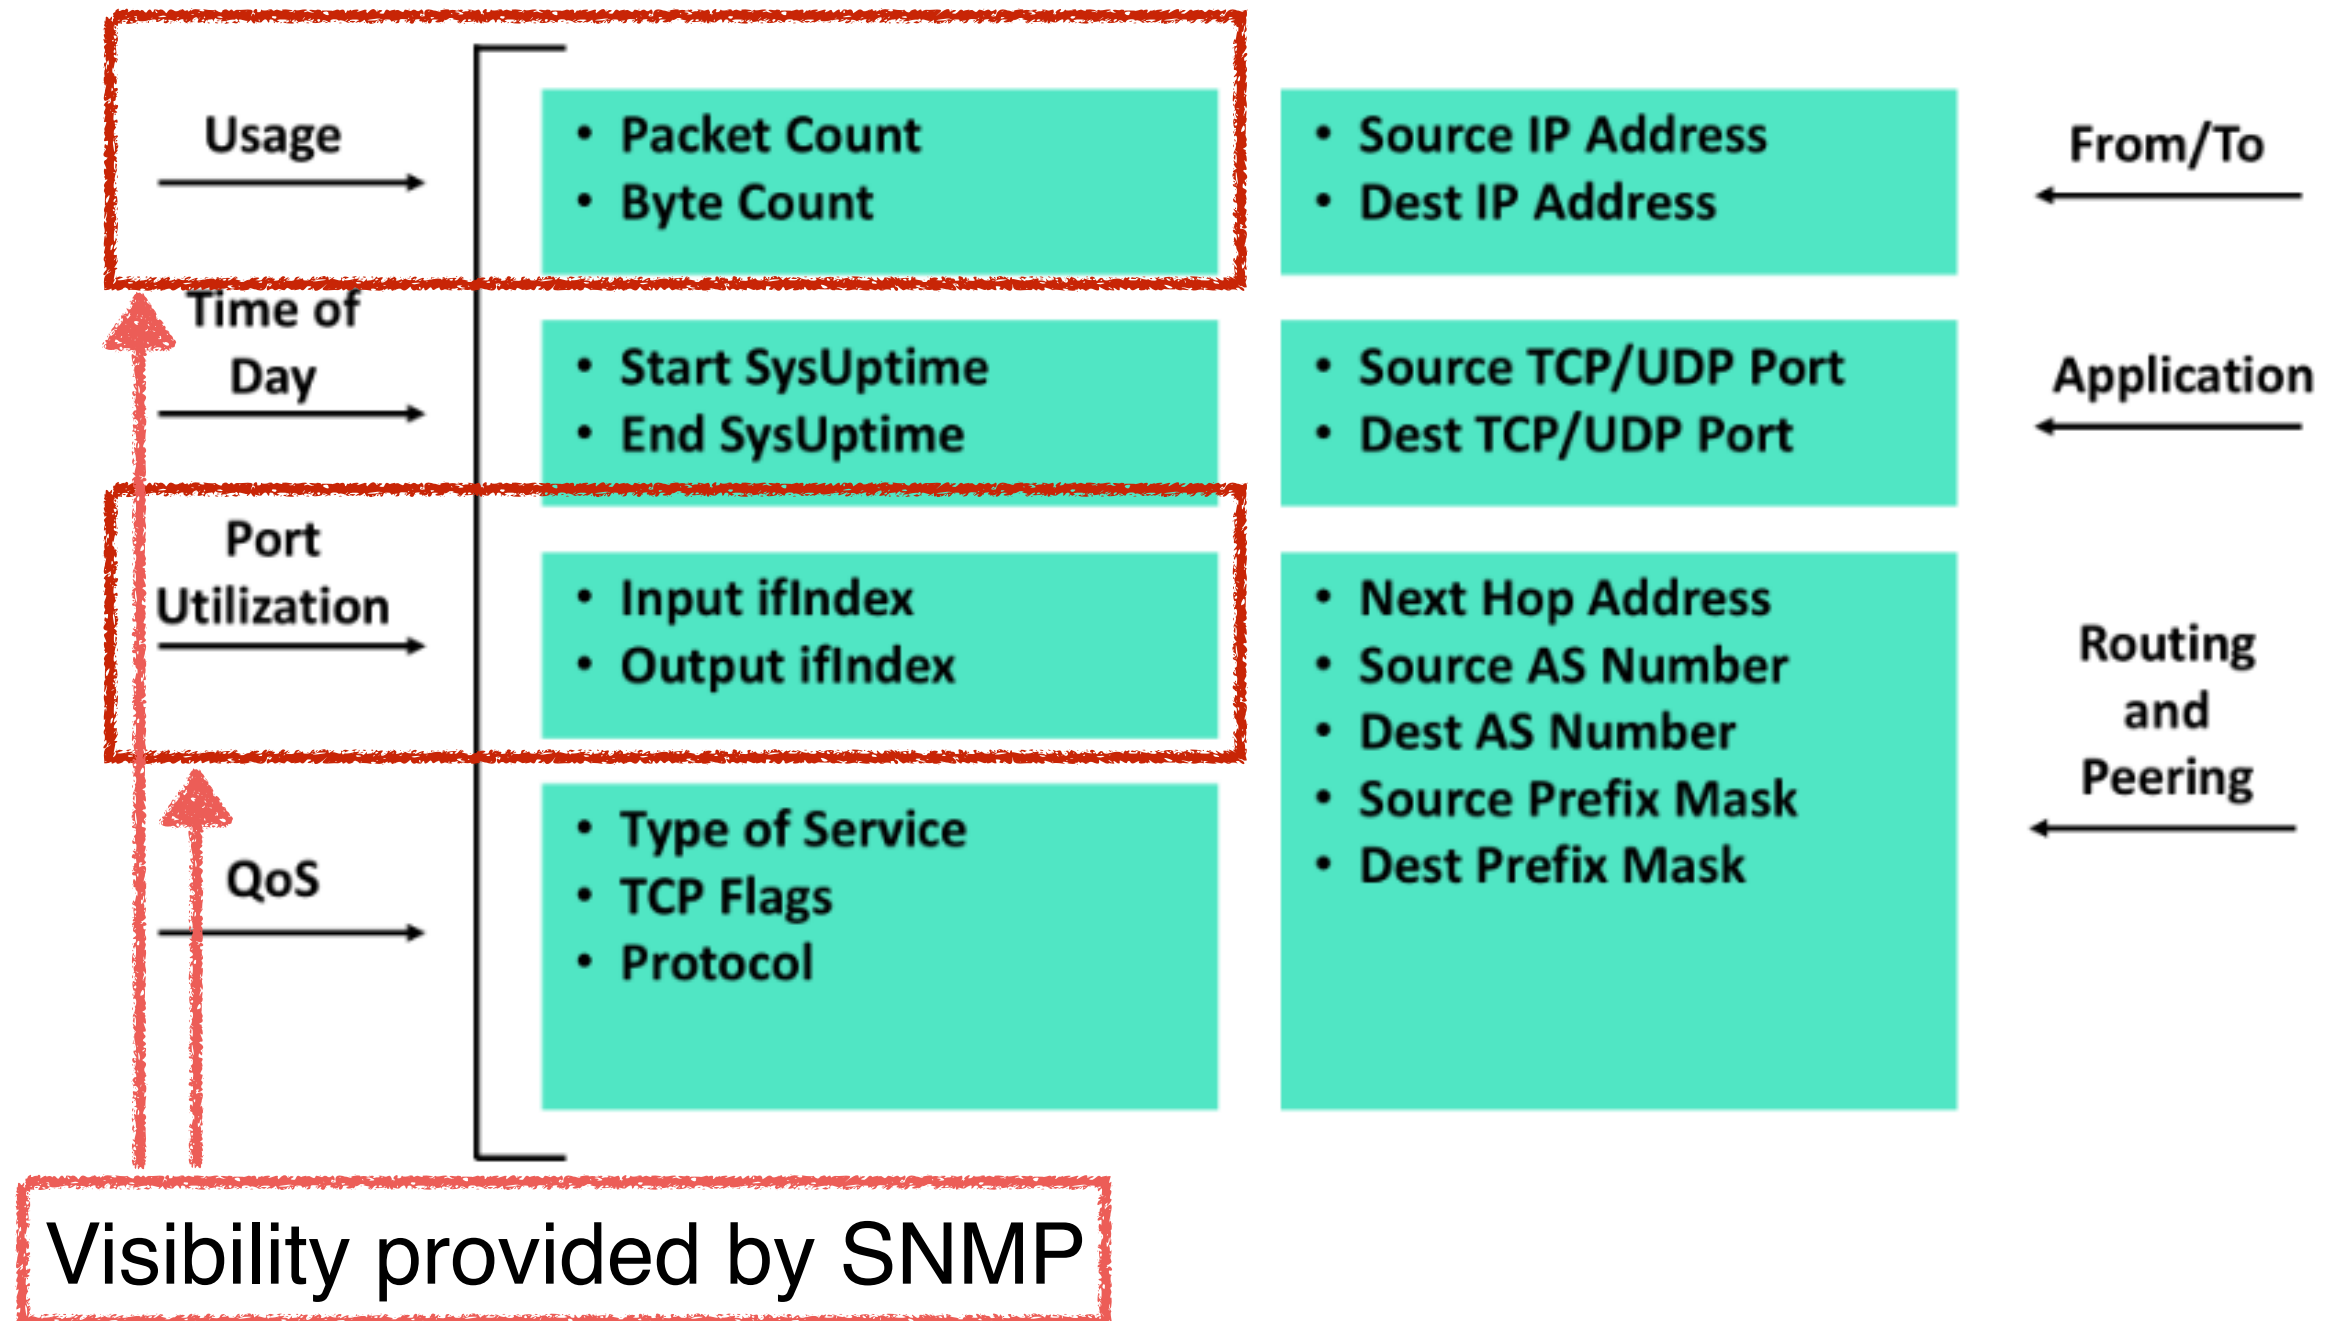 Usage
• Packet Count
• Byte Count
• Source IP Address
• Dest IP Address
From/To
Time of
Day
• Start SysUptime
• End SysUptime
• Source TCP/UDP Port
• Dest TCP/UDP Port
Application
Port
Utilization
• Input ifIndex
• Output ifIndex
• Next Hop Address
• Source AS Number
• Dest AS Number
• Source Prefix Mask
• Dest Prefix Mask
Routing
and
Peering
QoS
• Type of Service
• TCP Flags
• Protocol
Visibility provided by SNMP